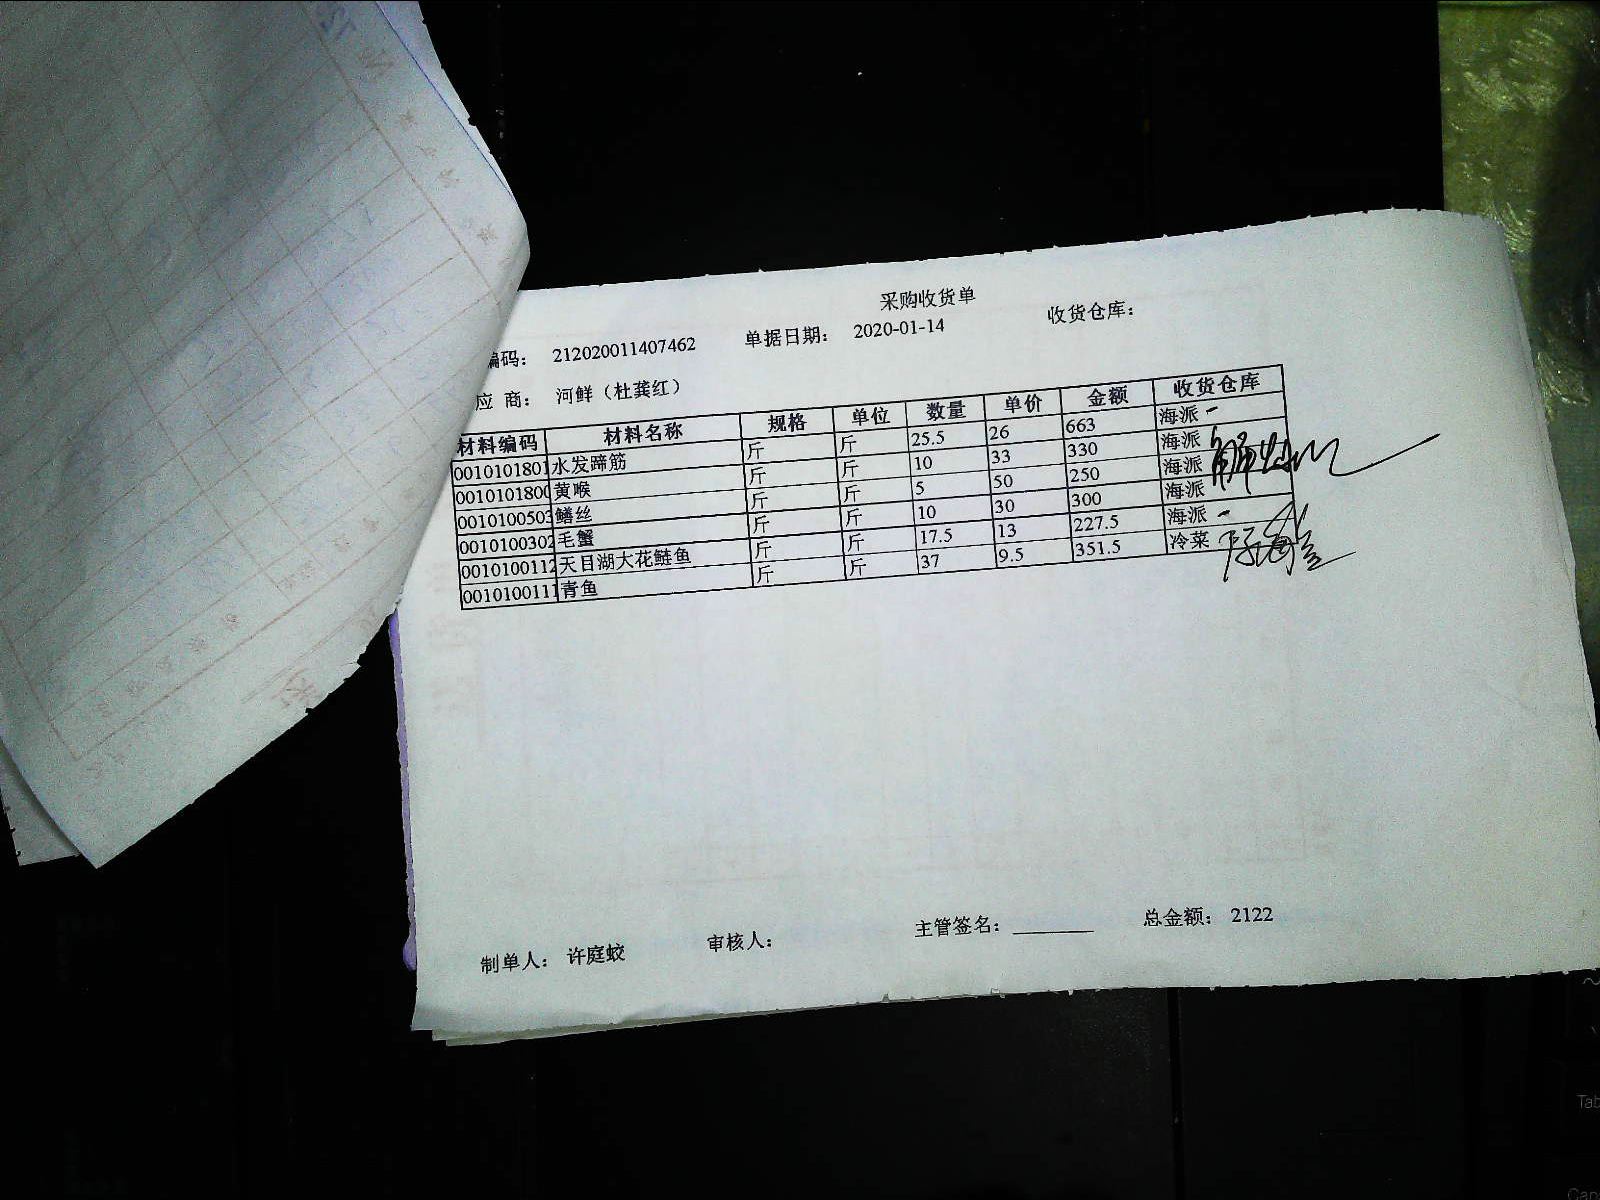 采购收货单
编码： 212020011407462 单据日期： 2020-01-14 收货仓库：
应 商： 河鲜（杜龚红）
材料编码 材料名称 规格 单位 数量 单价 金额 收货仓库
0010101801 水发蹄筋 斤 斤 25.5 26 663 海派
001010180 黄喉 斤 斤 10 33 330 海派
0010100503 鳝丝 斤 斤 5 50 250 海派
0010100302 毛蟹 斤 斤 10 30 300 海派
0010100112 天目湖大花鲢鱼 斤 斤 17.5 13 227.5 海派
0010100111 青鱼 斤 斤 37 9.5 351.5 冷菜
制单人： 许庭蛟 审核人： 主管签名： 总金额： 2122